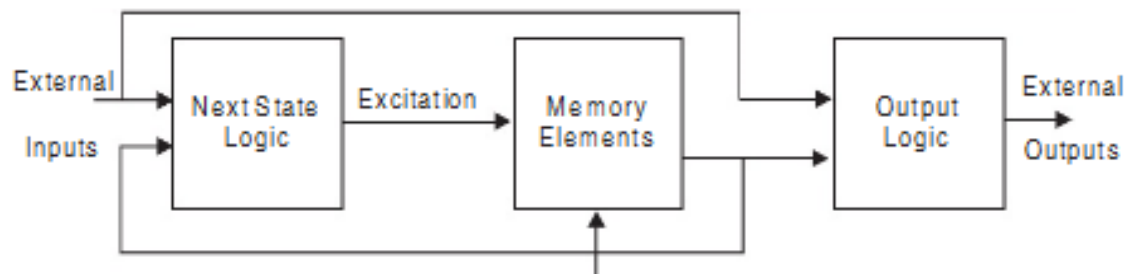 External
Inputs
Next State
Logic
Excitation
Memory
Elements
Output
Logic
External
Outputs